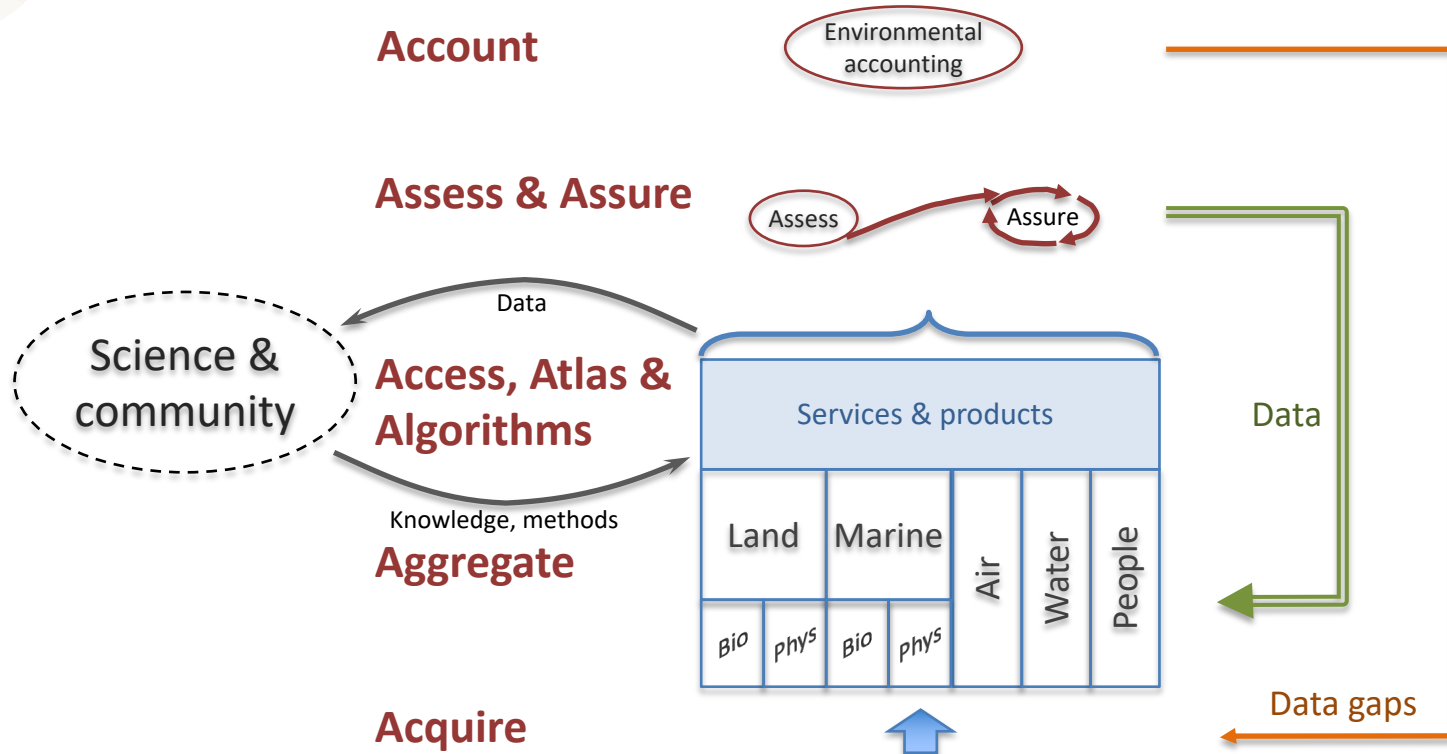 Account
Environmental
accounting
Assess & Assure
Assess
Assure
Data
Science &
community
Access, Atlas &
Algorithms
Services & products
Data
Knowledge, methods
Aggregate
Land
Marine
Air
Water
People
Bio
Phys
Bio
Phys
Acquire
Data gaps